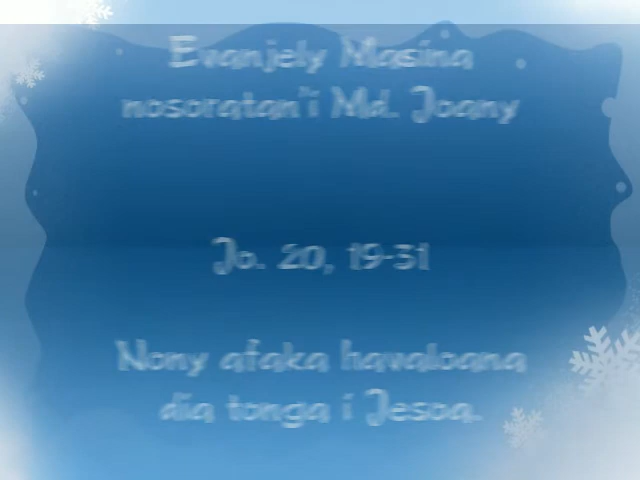 Evanjely Masina
nosoratan'i Md. Joany
Jo. 20, 19-31
Nony afaka havaloana
dia tonga i Jesoa.